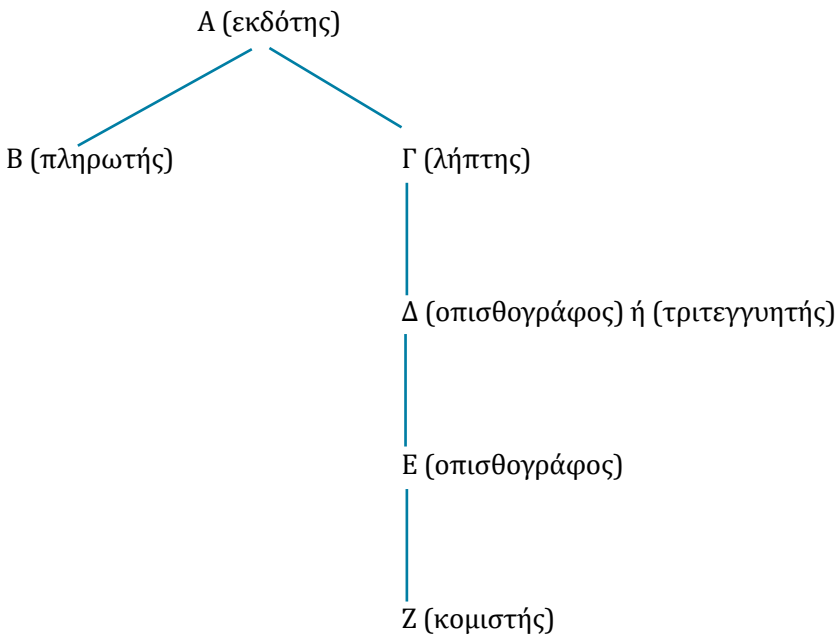 Α (εκδότης)
Β (πληρωτής)
Γ (λήπτης)
Δ (οπισθογράφος) ή (τριτεγγυητής)
Ε (οπισθογράφος)
Ζ (κομιστής)